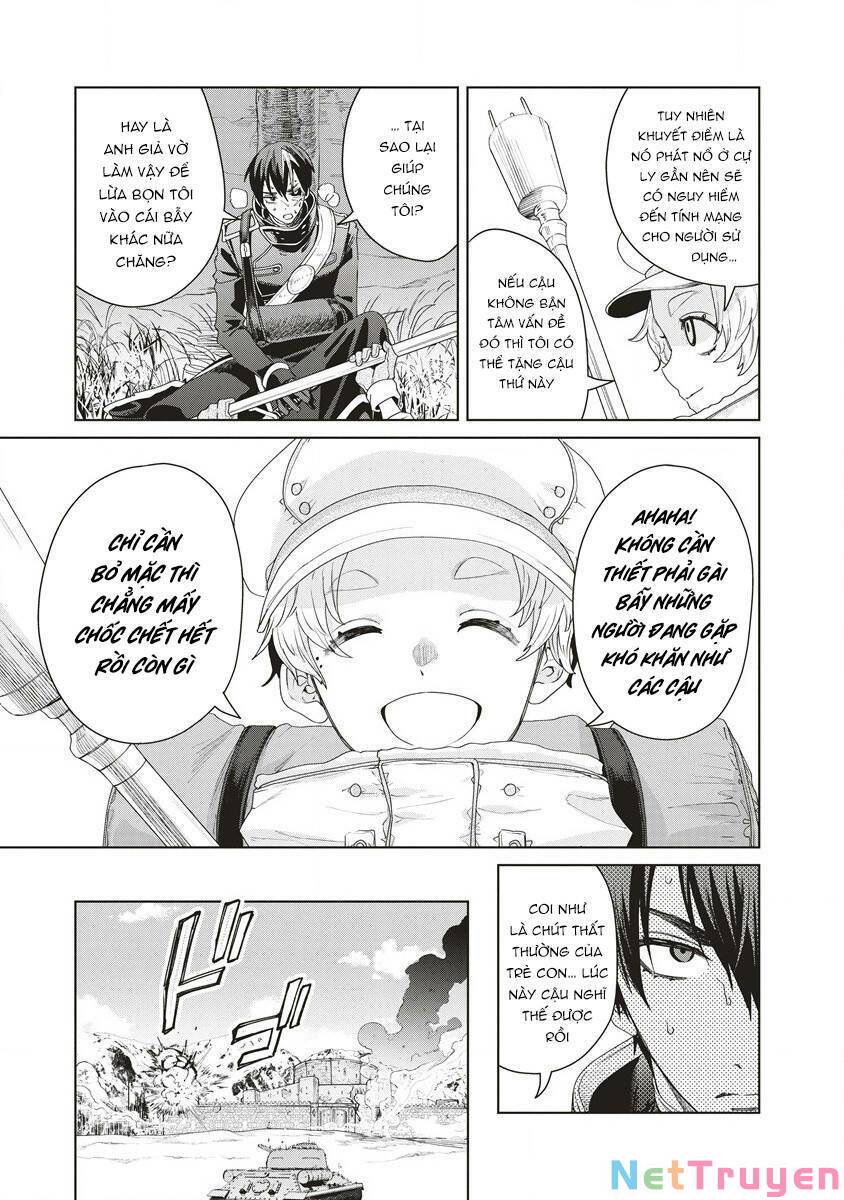 TUY NHIÊN
KHUYẾT ĐIỂM LÀ
NÓ PHÁT NỔ Ở CỰ
LY GẦN NÊN SẼ
CÓ NGUY HIỂM
ĐẾN TÍNH MẠNG
CHO NGƯỜI SỬ
DỤNG...
NẾU CẬU
KHÔNG BẬN
TÂM VẤN ĐỀ
ĐÓ THÌ TÔI CÓ
THỂ TẶNG CẬU
THỨ NÀY
... TẠI
SAO LẠI
GIÚP
CHÚNG
TÔI?
HAY LÀ
ANH GIẢ VỜ
LÀM VẬY ĐỂ
LỪA BỌN TÔI
VÀO CÁI BẪY
KHÁC NỮA
CHĂNG?
AHAHA!
KHÔNG CẦN
THIẾT PHẢI GÀI
BẪY NHỮNG
NGƯỜI ĐANG GẶP
KHÓ KHĂN NHƯ
CÁC CẬU
CHỈ CẦN
BỎ MẶC THÌ
CHẲNG MẤY
CHỐC CHẾT HẾT
RỒI CÒN GÌ
COI NHƯ
LÀ CHÚT THẤT
THƯỜNG CỦA
TRẺ CON... LÚC
NÀY CẬU NGHĨ
THẾ ĐƯỢC
RỒI
ドド
NetTruyen